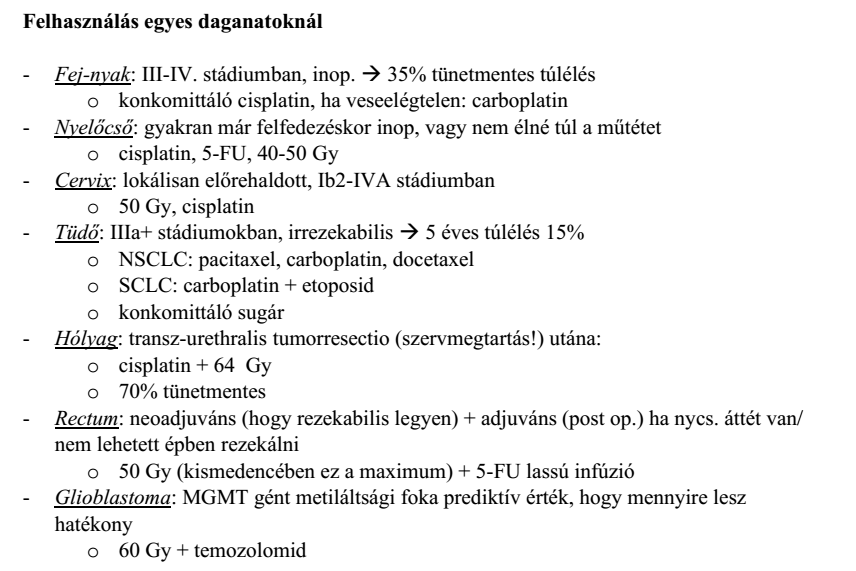 Felhasználás egyes daganatoknál
- Fej-nyak: III-IV. stádiumban, inop. → 35% tünetmentes túlélés
o konkomittáló cisplatin, ha veseelégtelen: carboplatin
- Nyelőcső: gyakran már felfedezéskor inop, vagy nem élné túl a műtétet
o cisplatin, 5-FU, 40-50 Gy
- Cervix: lokálisan előrehaldott, Ib2-IVA stádiumban
o 50 Gy, cisplatin
- Tüdő: IIIa+ stádiumokban, irrezekabilis → 5 éves túlélés 15%
o NSCLC: pacitaxel, carboplatin, docetaxel
o SCLC: carboplatin + etoposid
o konkomittáló sugár
- Hólyag: transz-urethralis tumorresectio (szervmegtartás!) utána:
o cisplatin + 64 Gy
o 70% tünetmentes
- Rectum: neoadjuváns (hogy rezekabilis legyen) + adjuváns (post op.) ha nycs. áttét van/
nem lehetett épben rezekálni
o 50 Gy (kismedencében ez a maximum) + 5-FU lassú infúzió
- Glioblastoma: MGMT gént metiláltsági foka prediktív érték, hogy mennyire lesz
hatékony
o 60 Gy + temozolomid